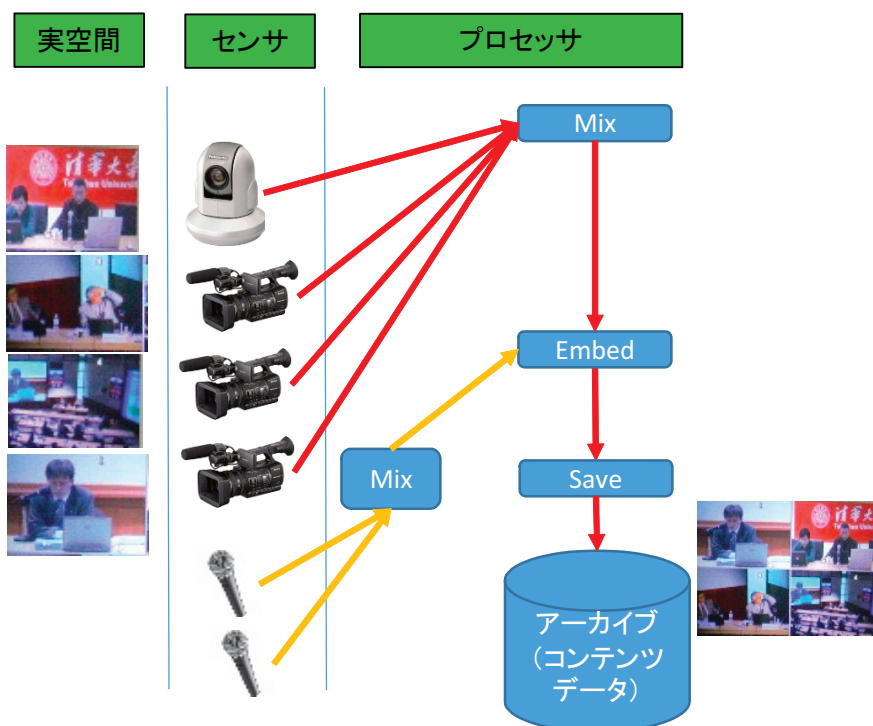 実空間
センサ
プロセッサ
Mix
清華大学
Embed
Mix
Save
アーカイブ
(コンテンツ
データ)